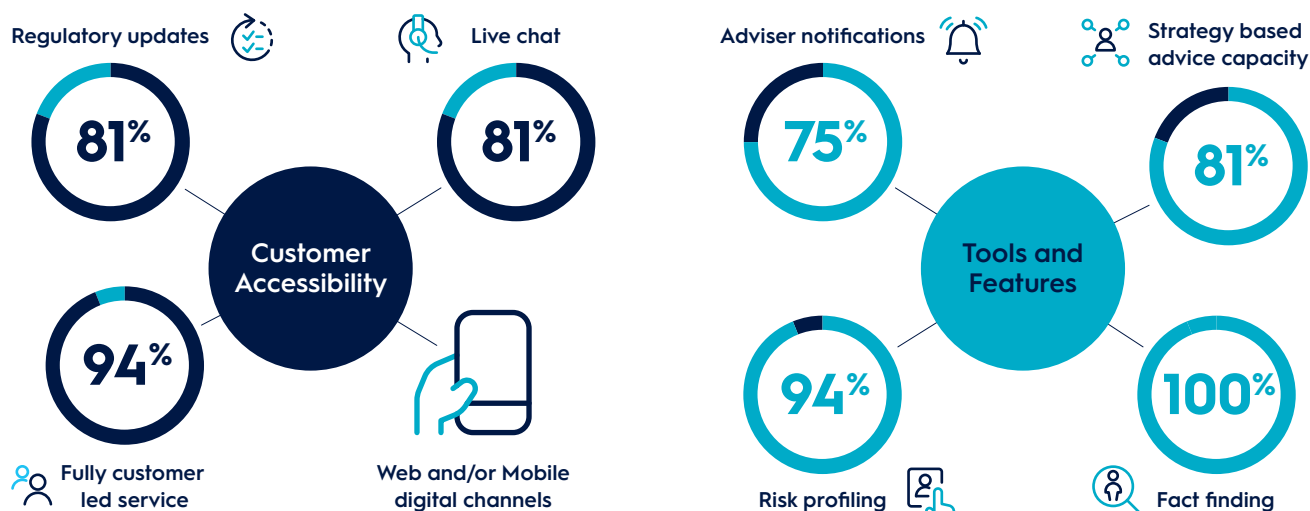 Regulatory updates
81%
Live chat
81%
Customer
Accessibility
94%
Fully customer
led service
Web and/or Mobile
digital channels
Adviser notifications
75%
Strategy based
advice capacity
81%
Tools and
Features
94%
Risk profiling
100%
Fact finding